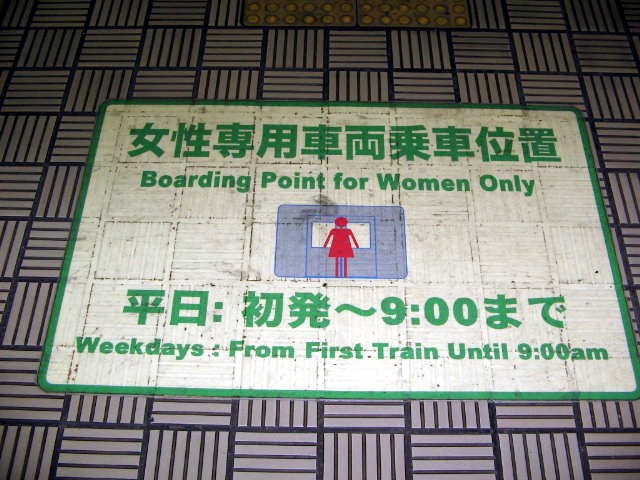 女性専用車両乗車位置
Boarding Point for Women Only
平日: 初発～9:00まで
Weekdays : From First Train Until 9:00am